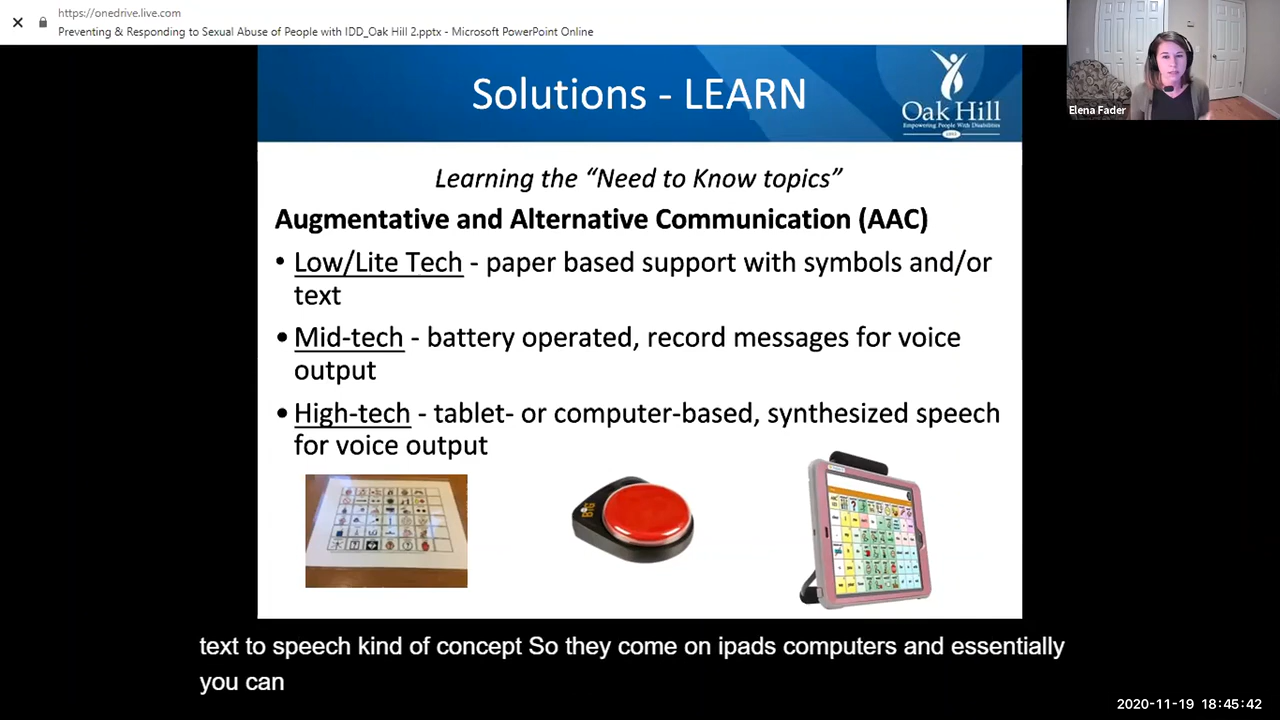 https://onedrive.live.com
Preventing & Responding to Sexual Abuse of People with IDD_Oak Hill 2.pptx - Microsoft PowerPoint Online
Elena Fader
Solutions - LEARN
Oak Hill
Empowering People With Disabilities
Learning the “Need to Know topics”
Augmentative and Alternative Communication (AAC)
• Low/Lite Tech - paper based support with symbols and/or
text
• Mid-tech - battery operated, record messages for voice
output
• High-tech - tablet- or computer-based, synthesized speech
for voice output
BIG
text to speech kind of concept So they come on ipads computers and essentially
you can
2020-11-19 18:45:42